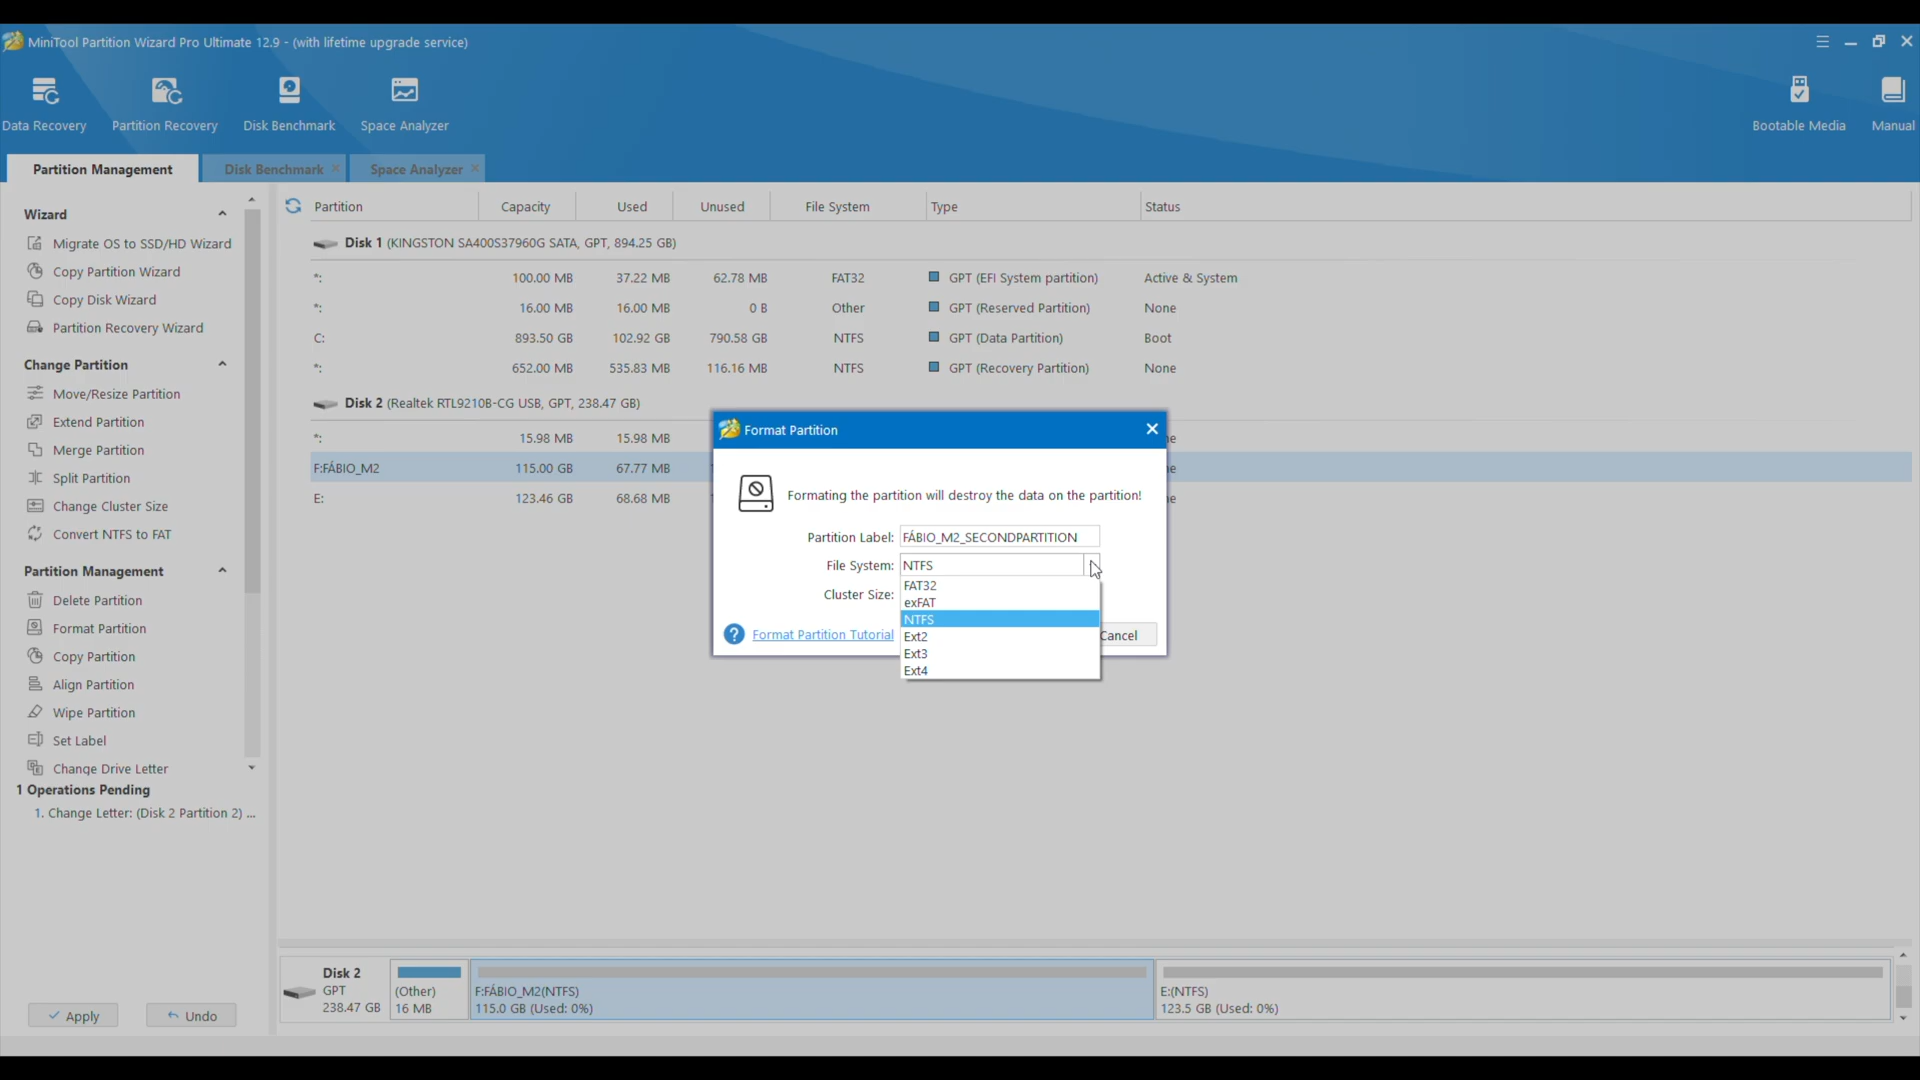 MiniTool Partition Wizard Pro Ultimate 12.9 - (with lifetime upgrade service)
Data Recovery Partition Recovery Disk Benchmark Space Analyzer Bootable Media Manual
Partition Management Disk Benchmark Space Analyzer
Wizard
Migrate OS to SSD/HD Wizard
Copy Partition Wizard
Copy Disk Wizard
Partition Recovery Wizard
Change Partition
Move/Resize Partition
Extend Partition
Merge Partition
Split Partition
Change Cluster Size
Convert NTFS to FAT
Partition Management
Delete Partition
Format Partition
Copy Partition
Align Partition
Wipe Partition
Set Label
Change Drive Letter
1 Operations Pending
1. Change Letter: (Disk 2 Partition 2) ...
Apply Undo
Partition Capacity Used Unused File System Type Status
Disk 1 (KINGSTON SA400S37960G SATA, GPT, 894.25 GB)
*: 100.00 MB 37.22 MB 62.78 MB FAT32 GPT (EFI System partition) Active & System
*: 16.00 MB 16.00 MB 0 B Other GPT (Reserved Partition) None
C: 893.50 GB 102.92 GB 790.58 GB NTFS GPT (Data Partition) Boot
*: 652.00 MB 535.83 MB 116.16 MB NTFS GPT (Recovery Partition) None
Disk 2 (Realtek RTL9210B-CG USB, GPT, 238.47 GB)
*: 15.98 MB 15.98 MB
F:FÁBIO_M2 115.00 GB 67.77 MB
E: 123.46 GB 68.68 MB
Format Partition
Formating the partition will destroy the data on the partition!
Partition Label: FÁBIO_M2_SECONDPARTITION
File System: NTFS
FAT32
exFAT
NTFS
Ext2
Ext3
Ext4
Cluster Size:
Format Partition Tutorial
Cancel
Disk 2
GPT
238.47 GB
(Other)
16 MB
F:FÁBIO_M2(NTFS)
115.0 GB (Used: 0%)
E:(NTFS)
123.5 GB (Used: 0%)